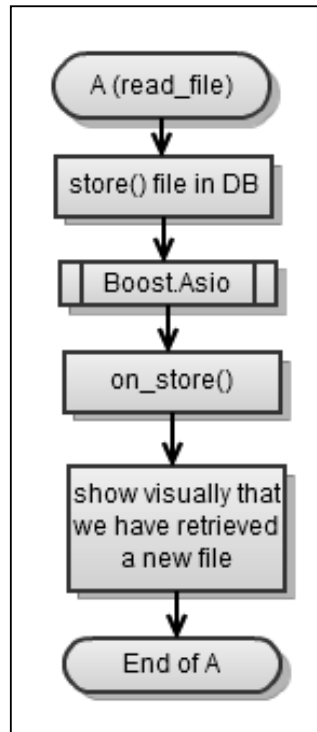 A (read_file)
store() file in DB
Boost.Asio
on_store()
show visually that
we have retrieved
a new file
End of A